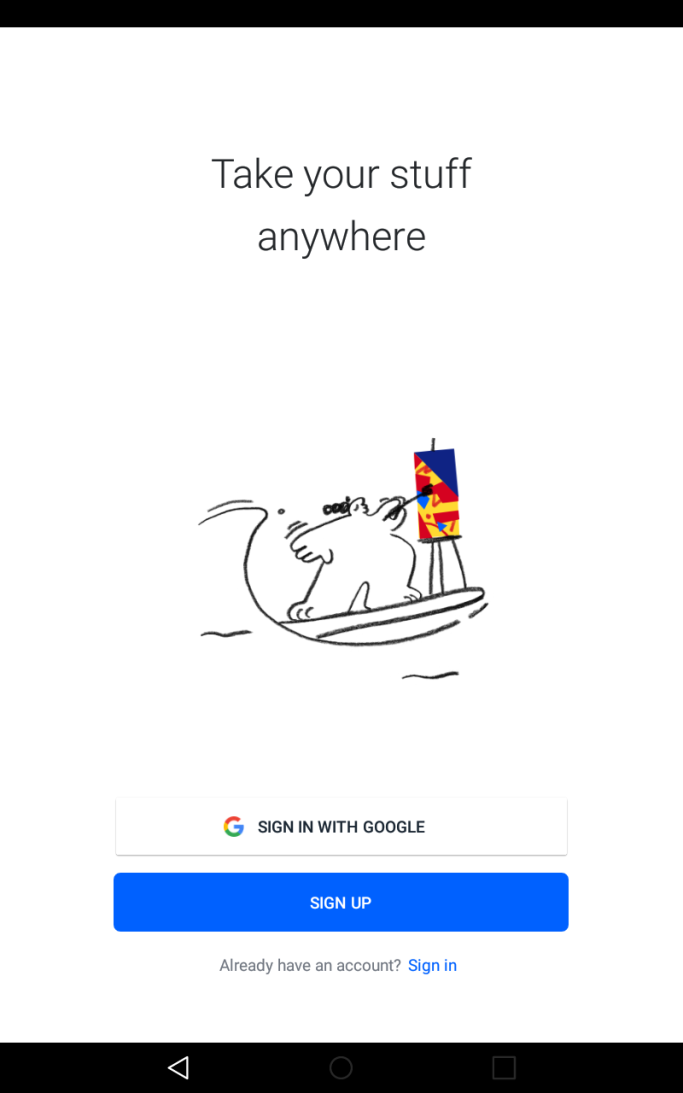 Take your stuff
anywhere
SIGN IN WITH GOOGLE
SIGN UP
Already have an account? Sign in